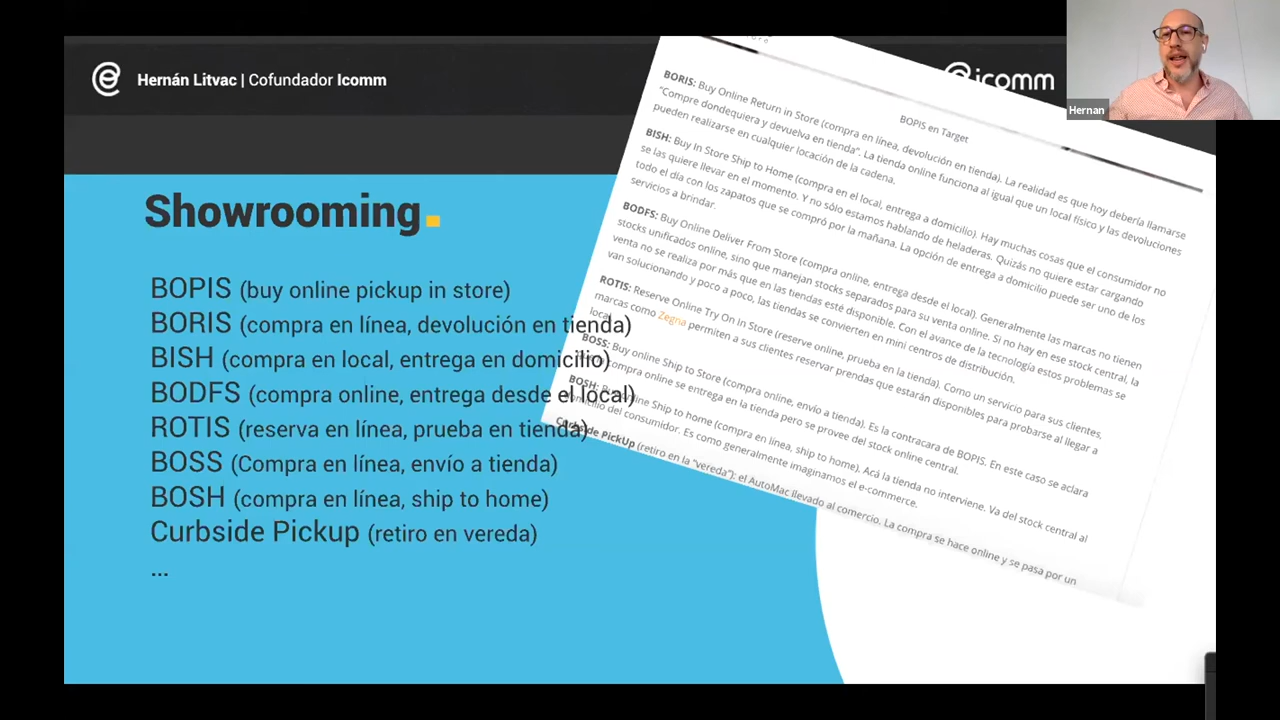 Hernán Litvac | Cofundador Icomm
icomm
Hernan
Showrooming.
BOPIS (buy online pickup in store)
BORIS (compra en línea, devolución en tienda)
BISH (compra en local, entrega en domicilio)
BODFS (compra online, entrega desde el local)
ROTIS (reserva en línea, prueba en tienda)
BOSS (Compra en línea, envío a tienda)
BOSH (compra en línea, ship to home)
Curbside Pickup (retiro en vereda)
...
BOPiS en Target
BORIS: Buy Online Return in Store (compra en línea, devolución en tienda). La realidad es que hoy debería llamarse
"Compre dondequiera y devuelva en tienda". La tienda online funciona al igual que un local físico y las devoluciones
pueden realizarse en cualquier locación de la cadena.
BISH: Buy In Store Ship to Home (compra en el local, entrega a domicilio). Hay muchas cosas que el consumidor no
se las quiere llevar en el momento. Y no sólo estamos hablando de heladeras. Quizás no quiere estar cargando
todo el día con los zapatos que se compró por la mañana. La opción de entrega a domicilio puede ser uno de los
servicios a brindar.
BODFS: Buy Online Deliver From Store (compra online, entrega desde el local). Generalmente las marcas no tienen
stocks unificados online, sino que manejan stocks separados para su venta online. Si no hay en ese stock central, la
venta no se realiza por más que en las tiendas esté disponible. Con el avance de la tecnología estos problemas se
van solucionando y poco a poco, las tiendas se convierten en mini centros de distribución.
ROTIS: Reserve Online Try On in Store (reserve online, prueba en la tienda). Como un servicio para sus clientes,
marcas como Zegna permiten a sus clientes reservar prendas que estarán disponibles para probarse al llegar a
local.
BOSS: Buy online Ship to Store (compra online, envío a tienda). Es la contracara de BOPIS. En este caso se aclara
compra online se entrega en la tienda pero se provee del stock online central.
BOSH: Buy Online Ship to home (compra en línea, ship to home). Acá la tienda no interviene. Va del stock central al
domicilio del consumidor. Es como generalmente imaginamos el e-commerce.
Curbside PickUp (retiro en la "vereda"): el AutoMac llevado al comercio. La compra se hace online y se pasa por un